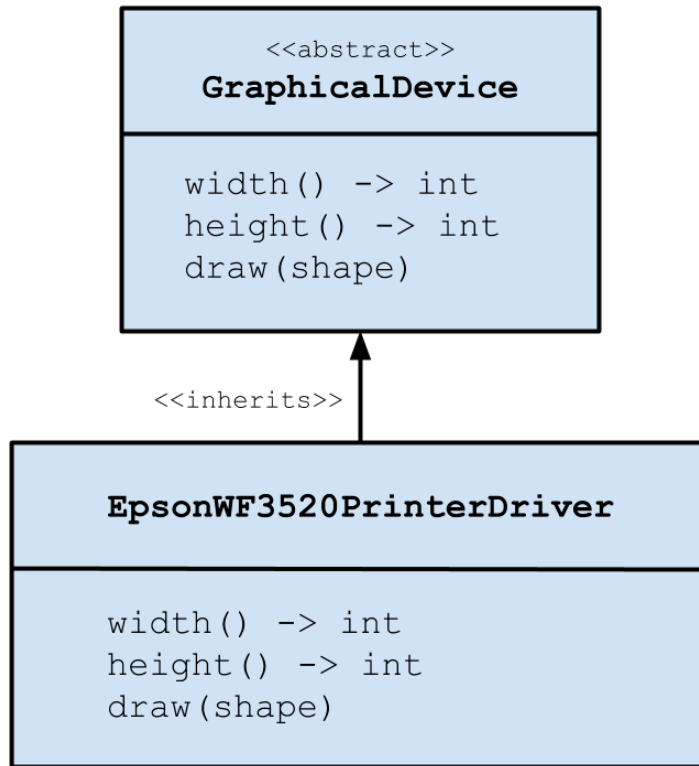 <<abstract>>
GraphicalDevice
width() -> int
height() -> int
draw(shape)
<<inherits>>
EpsonWF3520PrinterDriver
width() -> int
height() -> int
draw(shape)